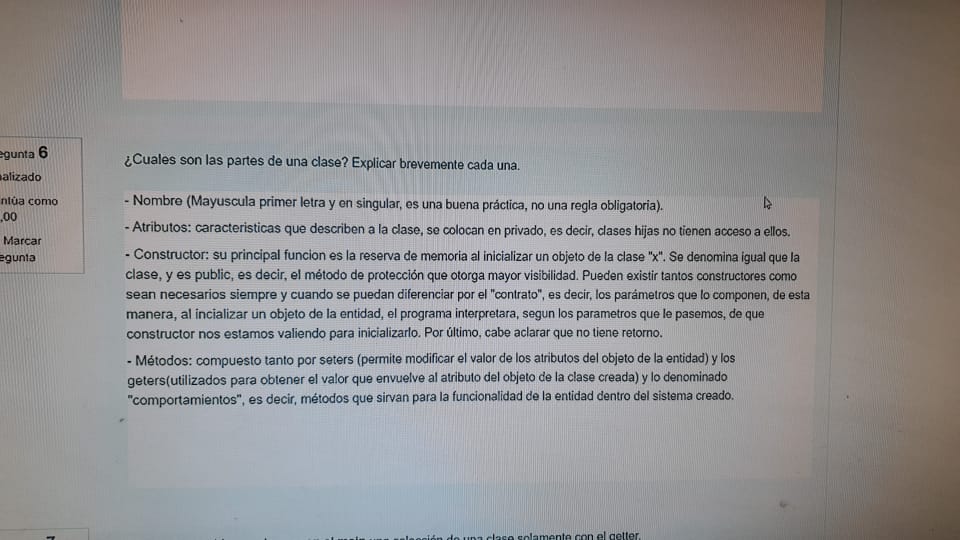 egunta 6
alizado
ntúa como
,00
Marcar
egunta
¿Cuales son las partes de una clase? Explicar brevemente cada una.
- Nombre (Mayuscula primer letra y en singular, es una buena práctica, no una regla obligatoria).
- Atributos: caracteristicas que describen a la clase, se colocan en privado, es decir, clases hijas no tienen acceso a ellos.
- Constructor: su principal funcion es la reserva de memoria al inicializar un objeto de la clase "x". Se denomina igual que la
clase, y es public, es decir, el método de protección que otorga mayor visibilidad. Pueden existir tantos constructores como
sean necesarios siempre y cuando se puedan diferenciar por el "contrato", es decir, los parámetros que lo componen, de esta
manera, al incializar un objeto de la entidad, el programa interpretara, segun los parametros que le pasemos, de que
constructor nos estamos valiendo para inicializarlo. Por último, cabe aclarar que no tiene retorno.
- Métodos: compuesto tanto por seters (permite modificar el valor de los atributos del objeto de la entidad) y los
geters(utilizados para obtener el valor que envuelve al atributo del objeto de la clase creada) y lo denominado
"comportamientos", es decir, métodos que sirvan para la funcionalidad de la entidad dentro del sistema creado.
colección de una clase solamente con el getter.